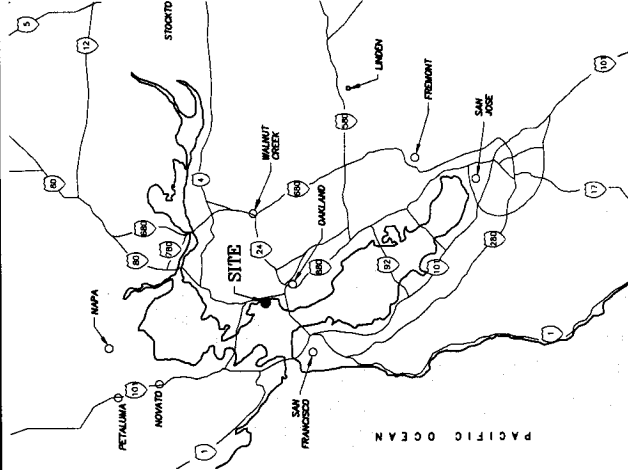 5
12
STOCKTO
80
4
LINDEN
580
FREMONT
101
WALNUT
CREEK
680
SAN
JOSE
17
680
780
80
24
OAKLAND
880
92
101
280
SITE
NAPA
1
101
PETALUMA
NOVATO
SAN
FRANCISCO
1
PACIFIC OCEAN